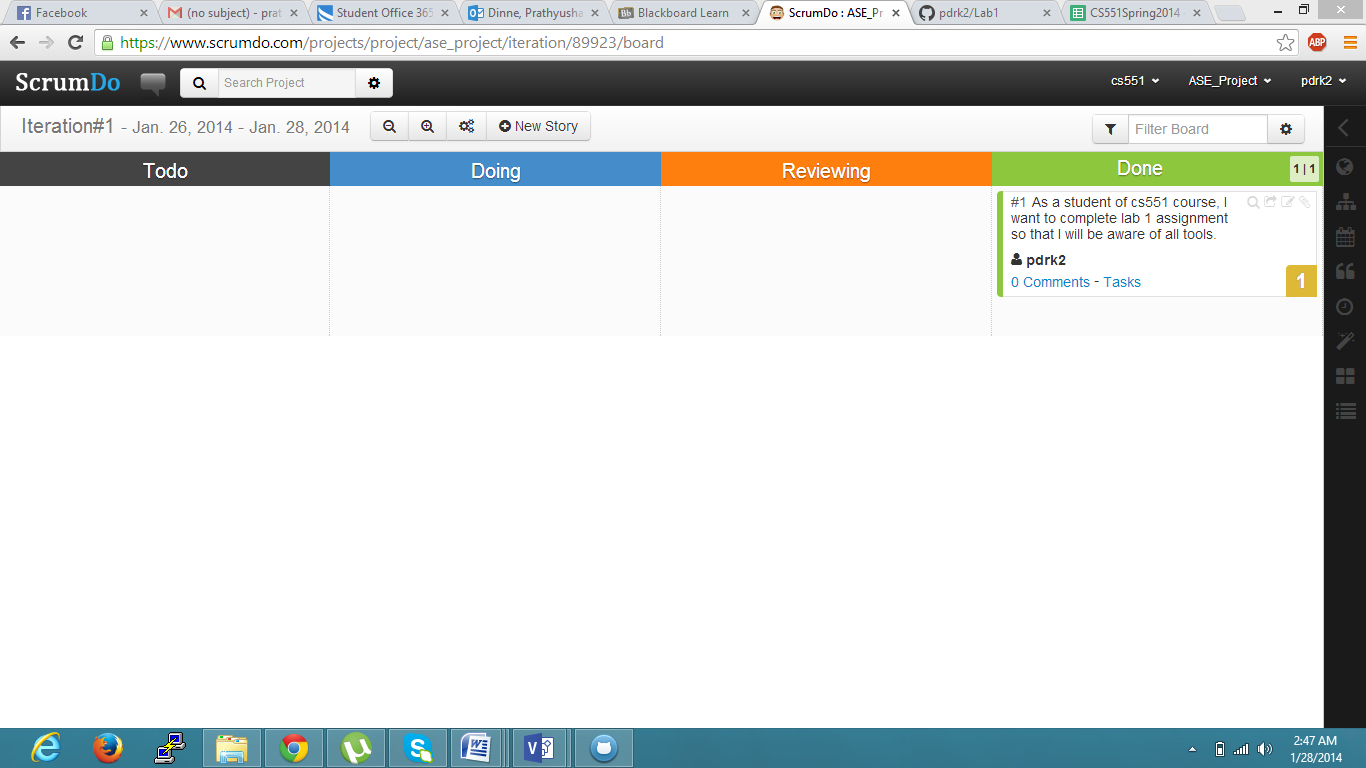 Facebook
(no subject) - prat
Student Office 365
Dinne, Prathyusha
Blackboard Learn
ScrumDo : ASE_Pr
pdrk2/Lab1
CS551Spring2014
https://www.scrumdo.com/projects/project/ase_project/iteration/89923/board
ABP
ScrumDo
Search Project
cs551
ASE_Project
pdrk2
Iteration#1 - Jan. 26, 2014 - Jan. 28, 2014
New Story
Filter Board
Todo
Doing
Reviewing
Done
1 | 1
#1 As a student of cs551 course, I
want to complete lab 1 assignment
so that I will be aware of all tools.
pdrk2
0 Comments - Tasks
1
2:47 AM
1/28/2014